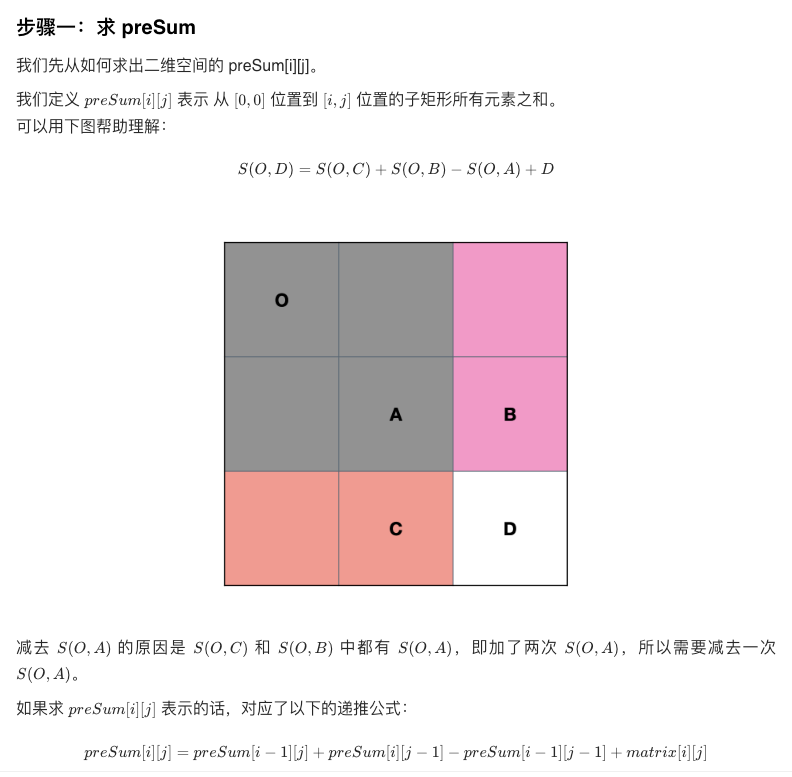 步骤一：求 preSum
我们先从如何求出二维空间的 preSum[i][j]。
我们定义 preSum[i][j] 表示 从 [0, 0] 位置到 [i, j] 位置的子矩形所有元素之和。
可以用下图帮助理解：
S(O, D) = S(O, C) + S(O, B) − S(O, A) + D
O
A
B
C
D
减去 S(O, A) 的原因是 S(O, C) 和 S(O, B) 中都有 S(O, A)，即加了两次 S(O, A)，所以需要减去一次
S(O, A)。
如果求 preSum[i][j] 表示的话，对应了以下的递推公式：
preSum[i][j] = preSum[i − 1][j] + preSum[i][j − 1] − preSum[i − 1][j − 1] + matrix[i][j]